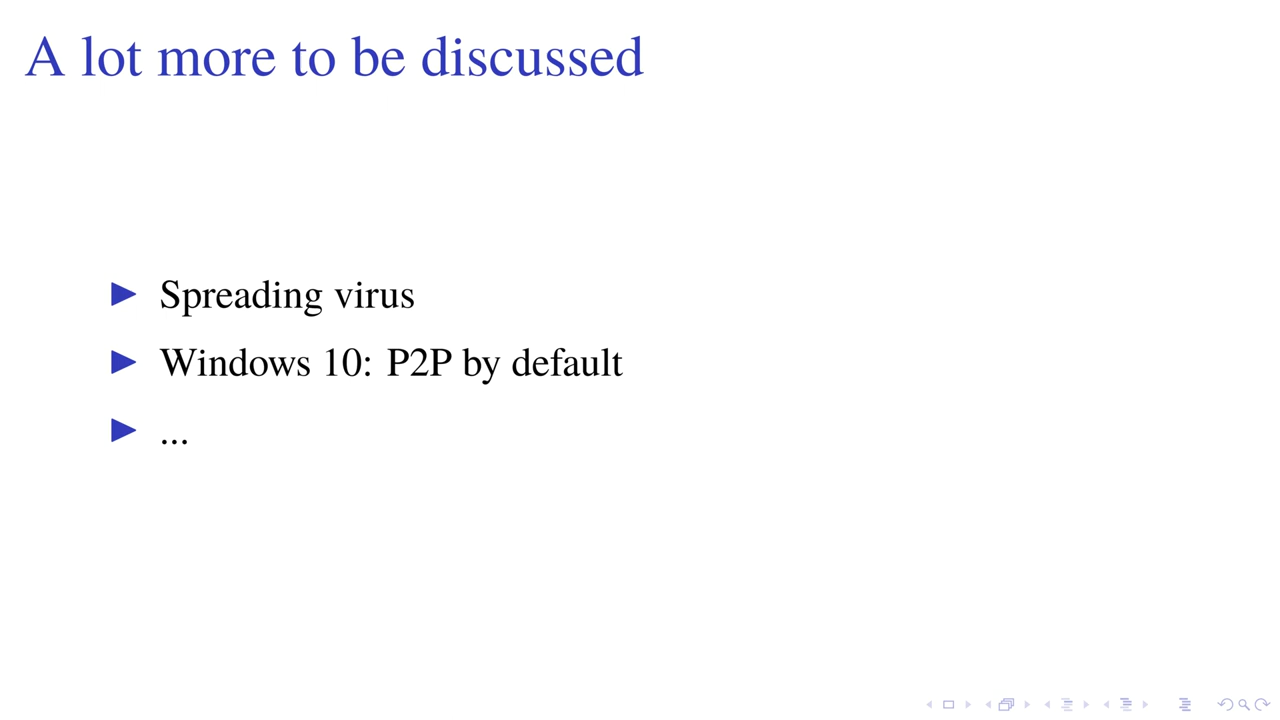 A lot more to be discussed
Spreading virus
Windows 10: P2P by default
...